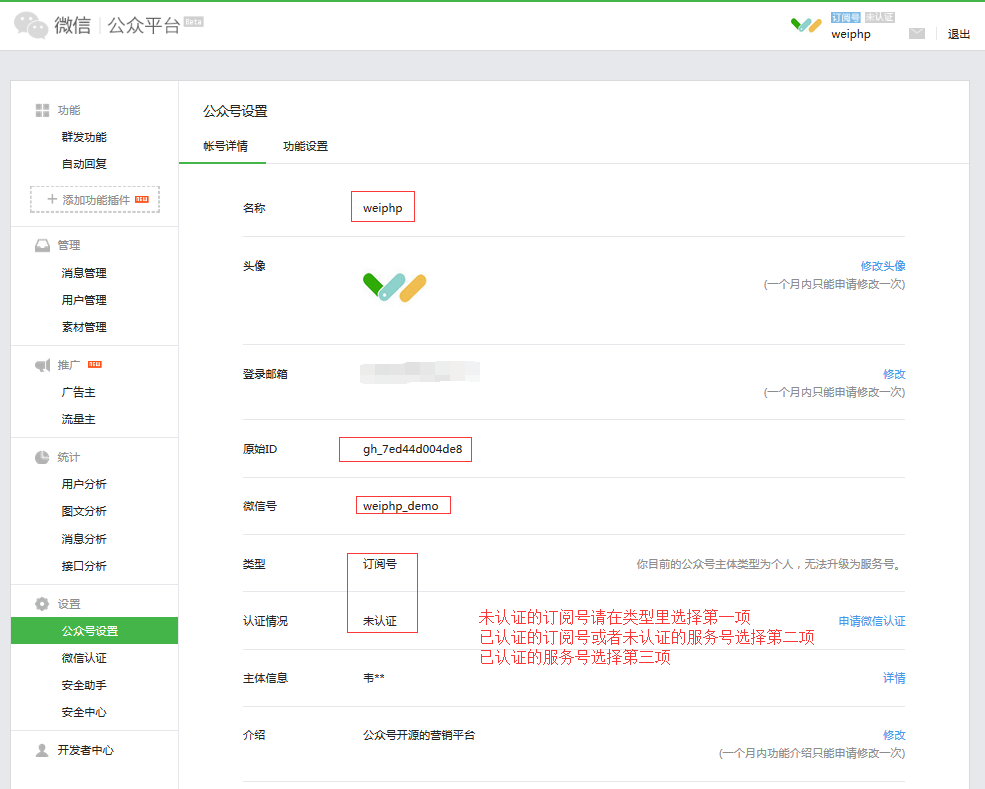 微信 公众平台 Beta
订阅号 未认证
weiphp
退出
功能
群发功能
自动回复
添加功能插件 NEW
管理
消息管理
用户管理
素材管理
推广 NEW
广告主
流量主
统计
用户分析
图文分析
消息分析
接口分析
设置
公众号设置
微信认证
安全助手
安全中心
开发者中心
公众号设置
帐号详情 功能设置
名称 weiphp
头像 修改头像
(一个月内只能申请修改一次)
登录邮箱 修改
(一个月内只能申请修改一次)
原始ID gh_7ed44d004de8
微信号 weiphp_demo
类型 订阅号 你目前的公众号主体类型为个人，无法升级为服务号。
认证情况 未认证 申请微信认证
未认证的订阅号请在类型里选择第一项
已认证的订阅号或者未认证的服务号选择第二项
已认证的服务号选择第三项
主体信息 韦** 详情
介绍 公众号开源的营销平台 修改
(一个月内功能介绍只能申请修改一次)